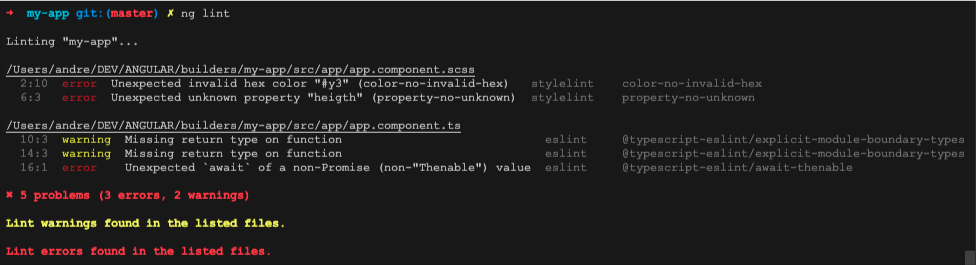 → my-app git:(master) ✗ ng lint
Linting "my-app"...
/Users/andre/DEV/ANGULAR/builders/my-app/src/app/app.component.scss
2:10 error Unexpected invalid hex color "#y3" (color-no-invalid-hex) stylelint color-no-invalid-hex
6:3 error Unexpected unknown property "heigth" (property-no-unknown) stylelint property-no-unknown
/Users/andre/DEV/ANGULAR/builders/my-app/src/app/app.component.ts
10:3 warning Missing return type on function eslint @typescript-eslint/explicit-module-boundary-types
14:3 warning Missing return type on function eslint @typescript-eslint/explicit-module-boundary-types
16:1 error Unexpected `await` of a non-Promise (non-"Thenable") value eslint @typescript-eslint/await-thenable
✖ 5 problems (3 errors, 2 warnings)
Lint warnings found in the listed files.
Lint errors found in the listed files.